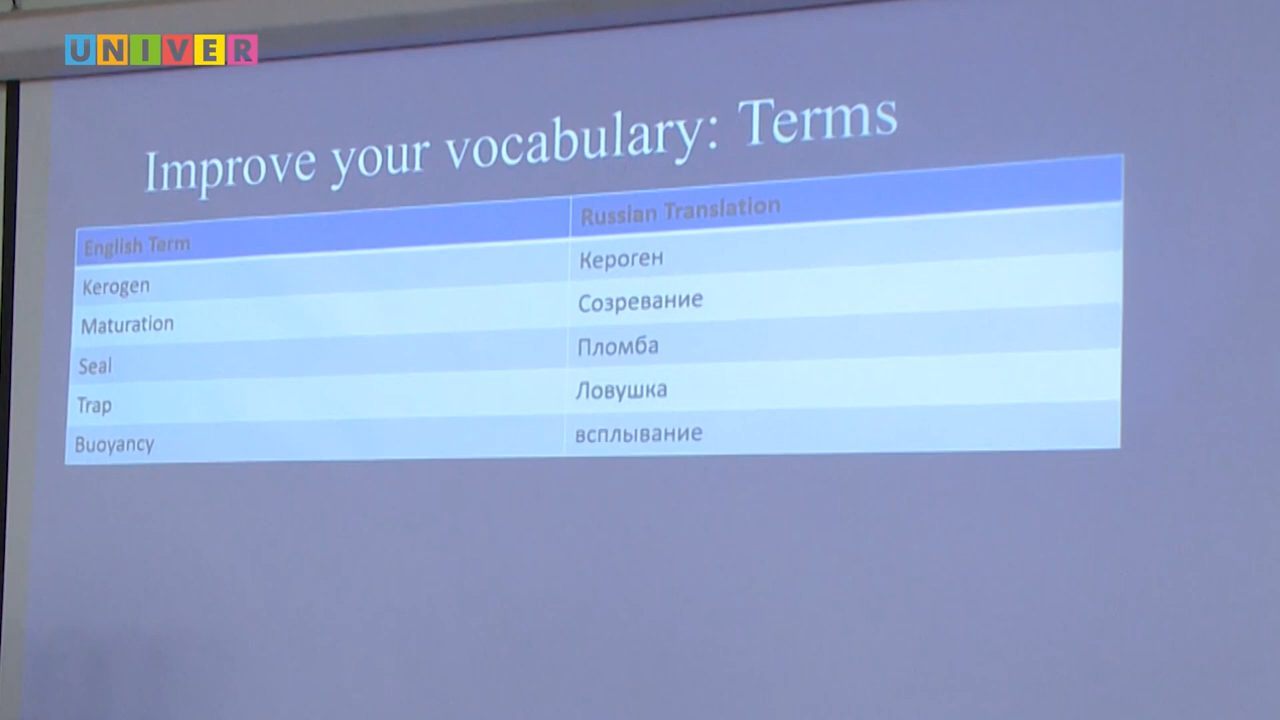 UNIVER
Improve your vocabulary: Terms
English Term Russian Translation
Kerogen Кероген
Maturation Созревание
Seal Пломба
Trap Ловушка
Buoyancy всплывание